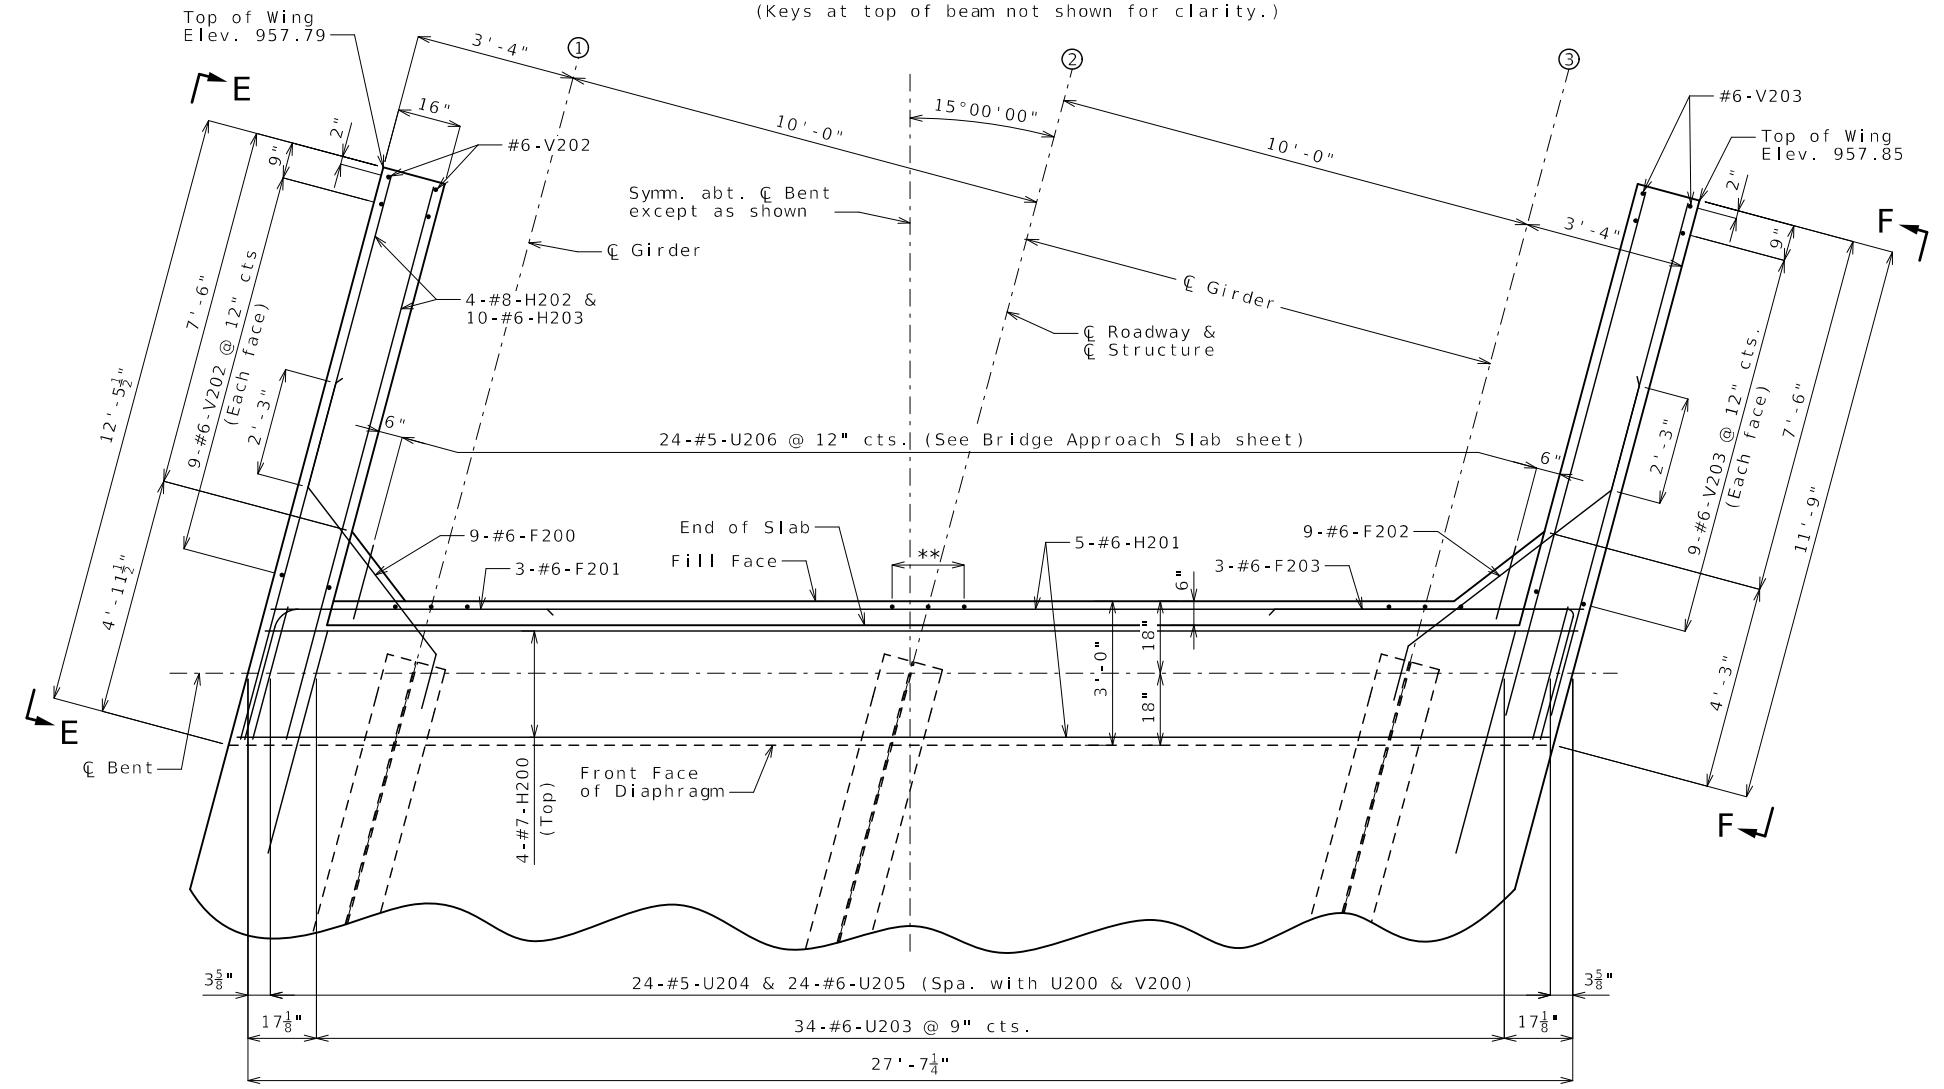 (Keys at top of beam not shown for clarity.)
Top of Wing
Elev. 957.79
3'-4"
1
2
3
E
16"
10'-0"
15°00'00"
10'-0"
#6-V203
Top of Wing
Elev. 957.85
2"
9"
#6-V202
Symm. abt. ℄ Bent
except as shown
℄ Girder
3'-4"
2"
9"
F
4-#8-H202 &
10-#6-H203
℄ Girder
℄ Roadway &
℄ Structure
7'-6"
9-#6-V202 @ 12" cts
(Each face)
12'-5½"
2'-3"
6"
24-#5-U206 @ 12" cts. (See Bridge Approach Slab sheet)
6"
2'-3"
9-#6-V203 @ 12" cts.
(Each face)
7'-6"
11'-9"
9-#6-F200
End of Slab
**
5-#6-H201
9-#6-F202
3-#6-F201
Fill Face
6"
3-#6-F203
4'-11½"
18"
3'-0"
18"
4'-3"
E
℄ Bent
Front Face
of Diaphragm
4-#7-H200
(Top)
F
3⅝"
24-#5-U204 & 24-#6-U205 (Spa. with U200 & V200)
3⅝"
17⅛"
34-#6-U203 @ 9" cts.
17⅛"
27'-7¼"